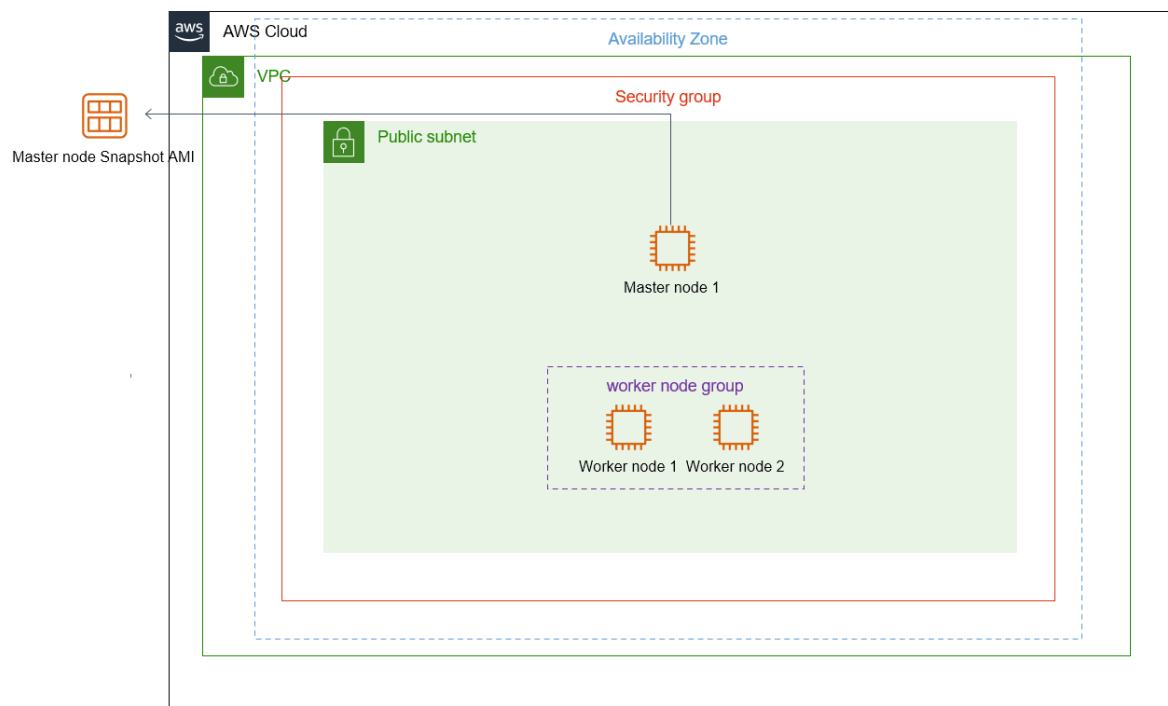 aws
AWS Cloud
Availability Zone
VPC
Security group
Public subnet
Master node Snapshot AMI
Master node 1
worker node group
Worker node 1
Worker node 2